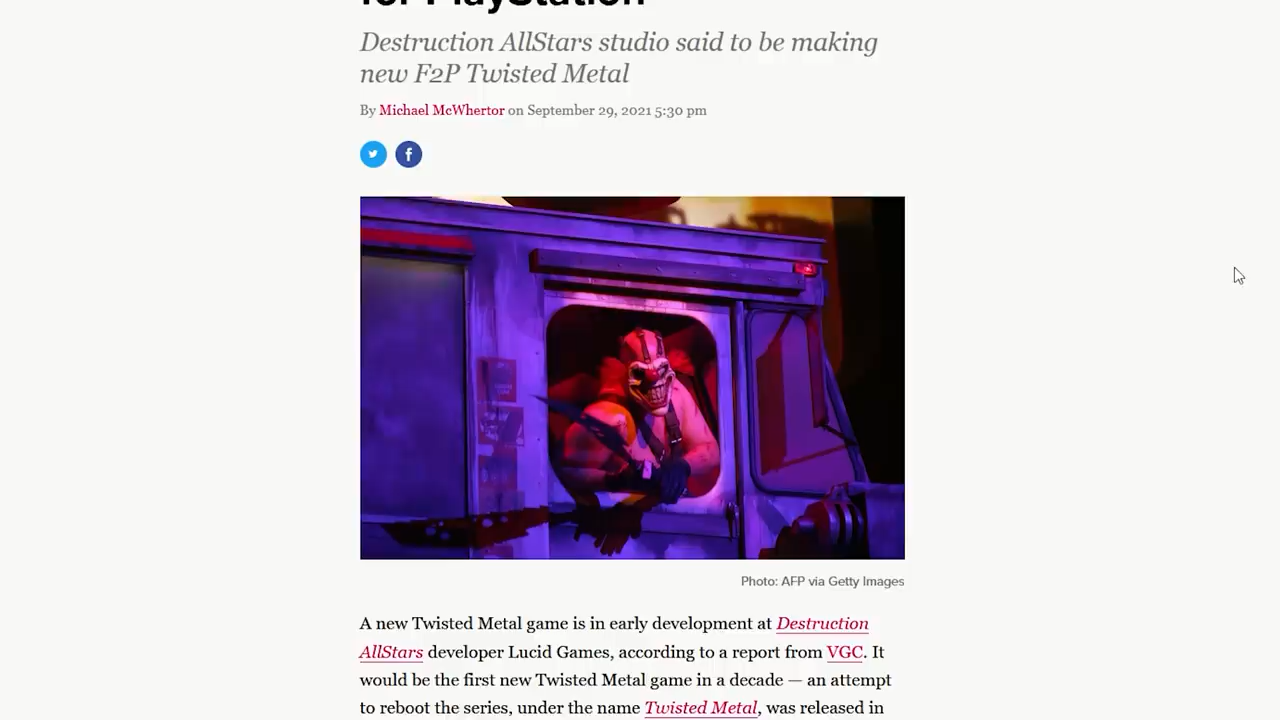 for PlayStation
Destruction AllStars studio said to be making
new F2P Twisted Metal
By Michael McWhertor on September 29, 2021 5:30 pm
Photo: AFP via Getty Images
A new Twisted Metal game is in early development at Destruction
AllStars developer Lucid Games, according to a report from VGC. It
would be the first new Twisted Metal game in a decade — an attempt
to reboot the series, under the name Twisted Metal, was released in